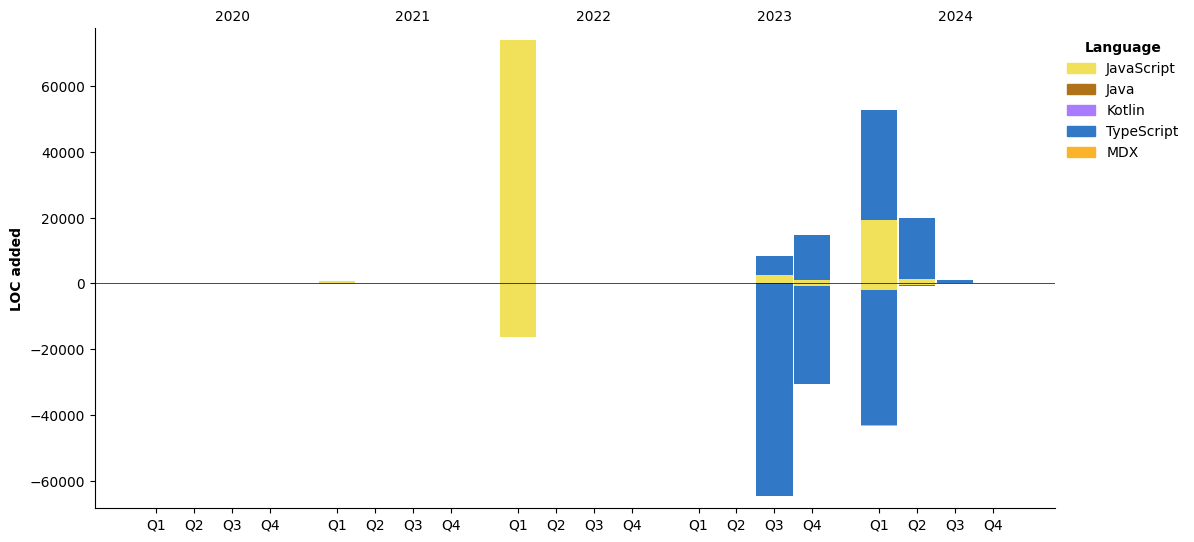 2020 2021 2022 2023 2024
Language
JavaScript
Java
Kotlin
TypeScript
MDX
LOC added
60000
40000
20000
0
−20000
−40000
−60000
Q1 Q2 Q3 Q4 Q1 Q2 Q3 Q4 Q1 Q2 Q3 Q4 Q1 Q2 Q3 Q4 Q1 Q2 Q3 Q4